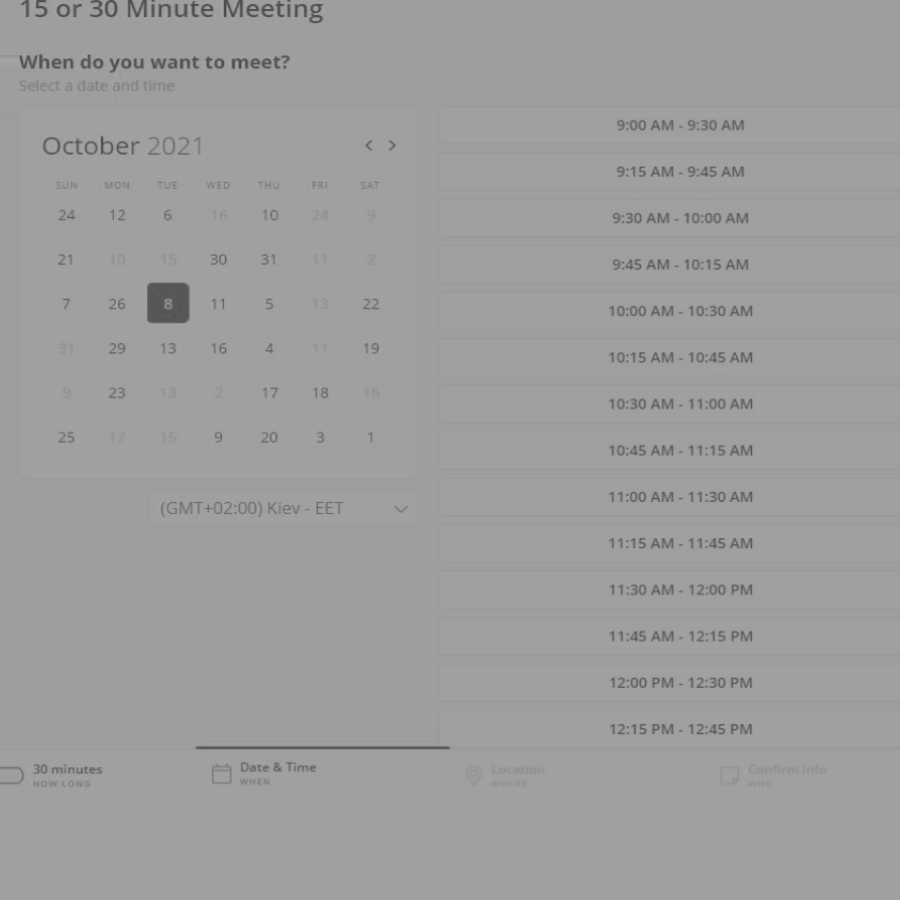 15 or 30 Minute Meeting
When do you want to meet?
Select a date and time
October 2021
SUN MON TUE WED THU FRI SAT
24 12 6 16 10 24 9
21 10 15 30 31 11 2
7 26 8 11 5 13 22
31 29 13 16 4 11 19
9 23 13 2 17 18 16
25 17 15 9 20 3 1
(GMT+02:00) Kiev - EET
9:00 AM - 9:30 AM
9:15 AM - 9:45 AM
9:30 AM - 10:00 AM
9:45 AM - 10:15 AM
10:00 AM - 10:30 AM
10:15 AM - 10:45 AM
10:30 AM - 11:00 AM
10:45 AM - 11:15 AM
11:00 AM - 11:30 AM
11:15 AM - 11:45 AM
11:30 AM - 12:00 PM
11:45 AM - 12:15 PM
12:00 PM - 12:30 PM
12:15 PM - 12:45 PM
30 minutes
HOW LONG
Date & Time
WHEN
Location
WHERE
Confirm Info
WHO